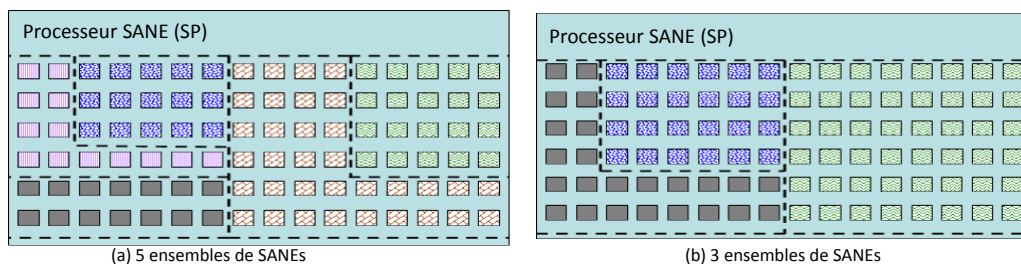 Processeur SANE (SP)
Processeur SANE (SP)
(a) 5 ensembles de SANEs
(b) 3 ensembles de SANEs